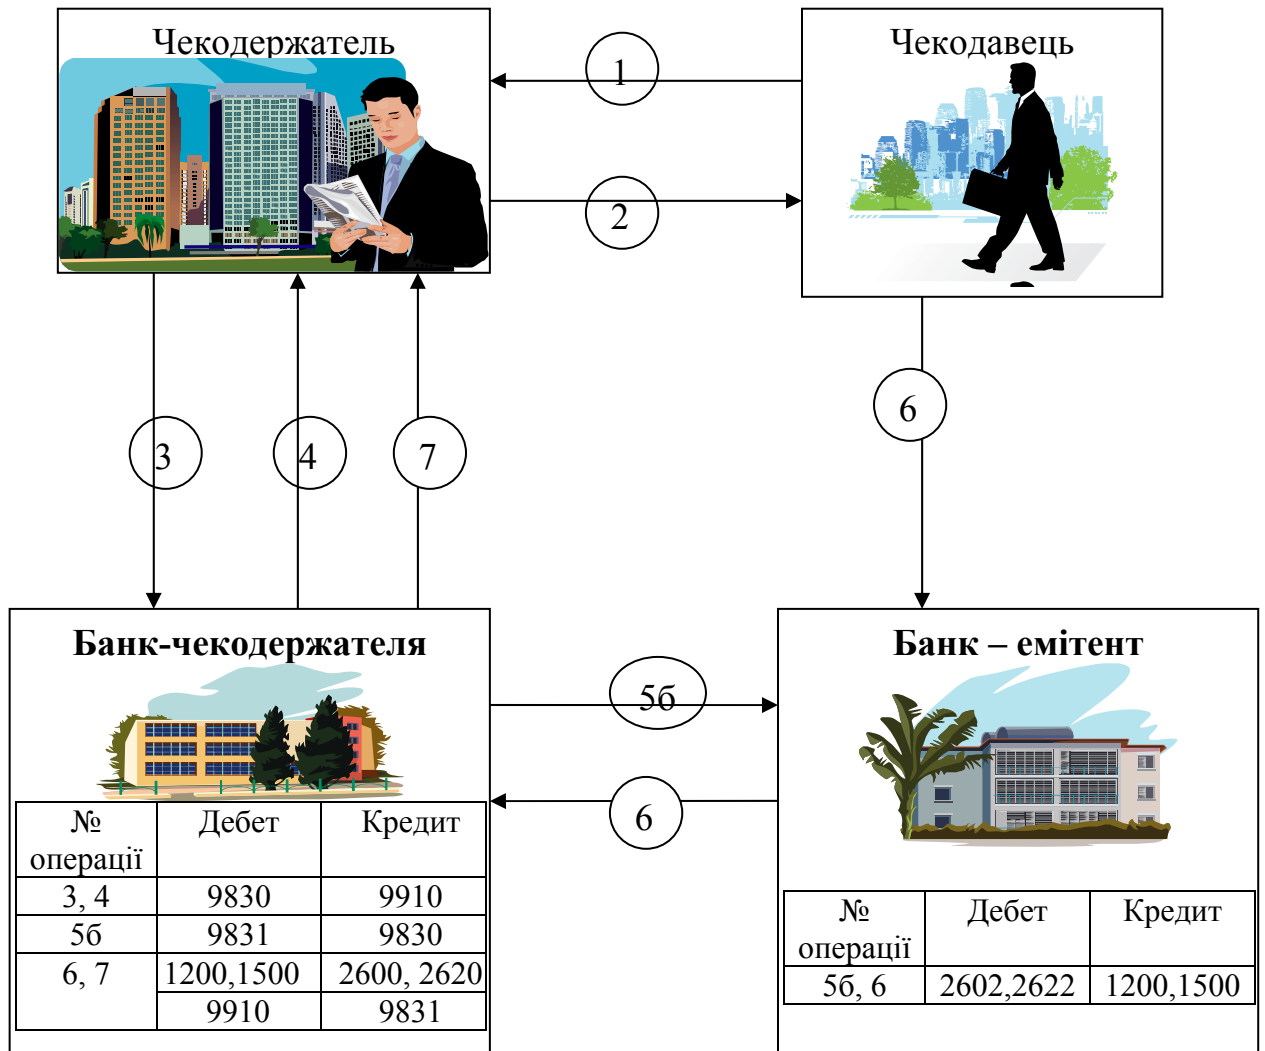 Чекодержатель
Чекодавець
1
2
3
4
7
6
Банк-чекодержателя
Банк – емітент
5б
6
№ операції Дебет Кредит
3, 4 9830 9910
5б 9831 9830
6, 7 1200,1500 2600, 2620
9910 9831
№ операції Дебет Кредит
5б, 6 2602,2622 1200,1500